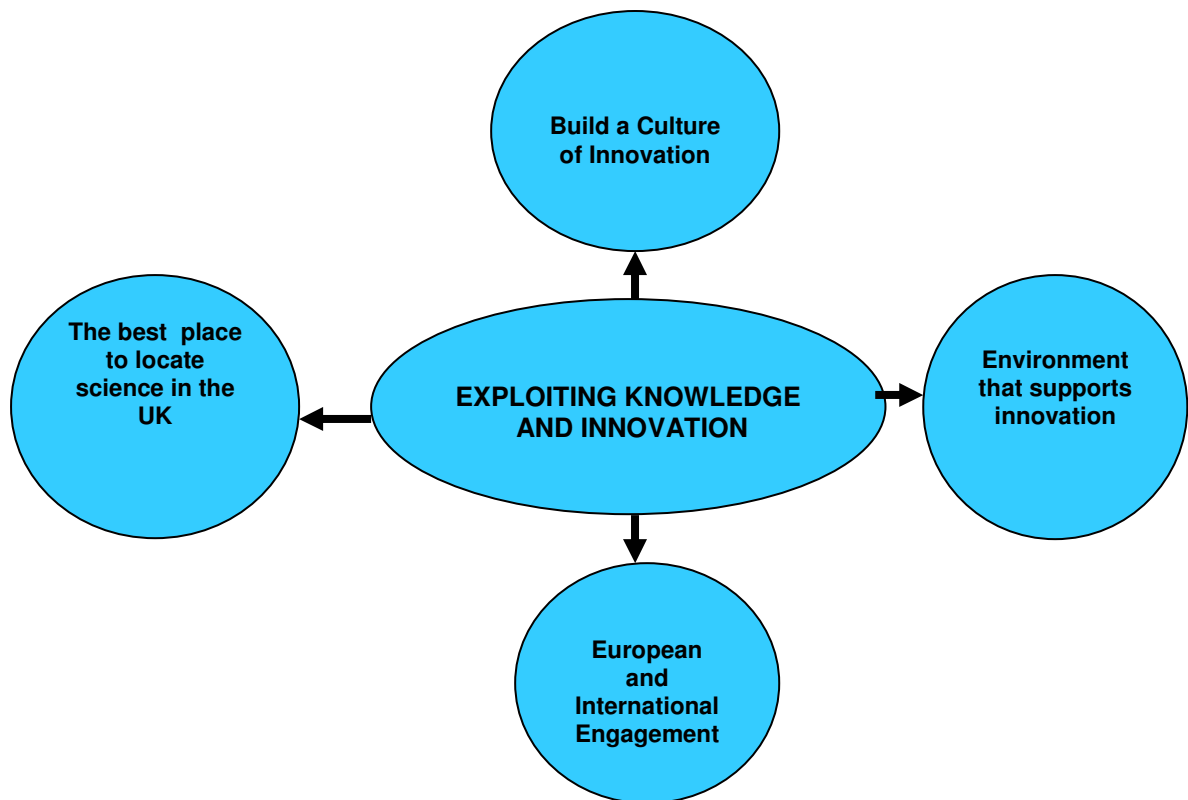 Build a Culture
of Innovation
The best  place
to locate
science in the
UK
EXPLOITING KNOWLEDGE
AND INNOVATION
Environment
that supports
innovation
European
and
International
Engagement